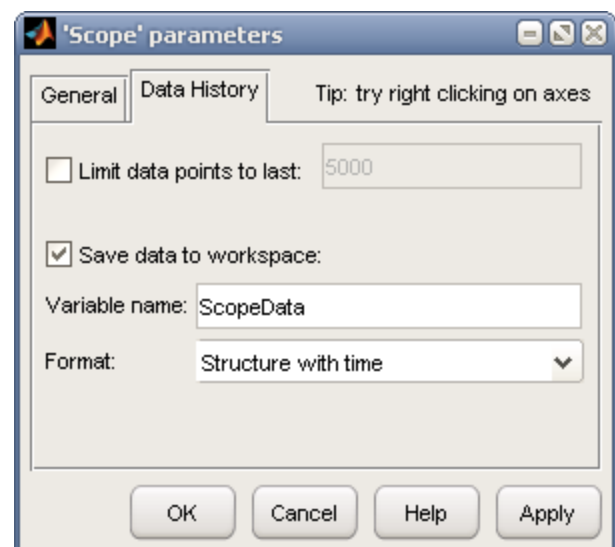 'Scope' parameters
General Data History Tip: try right clicking on axes
Limit data points to last: 5000
Save data to workspace:
Variable name: ScopeData
Format: Structure with time
OK Cancel Help Apply